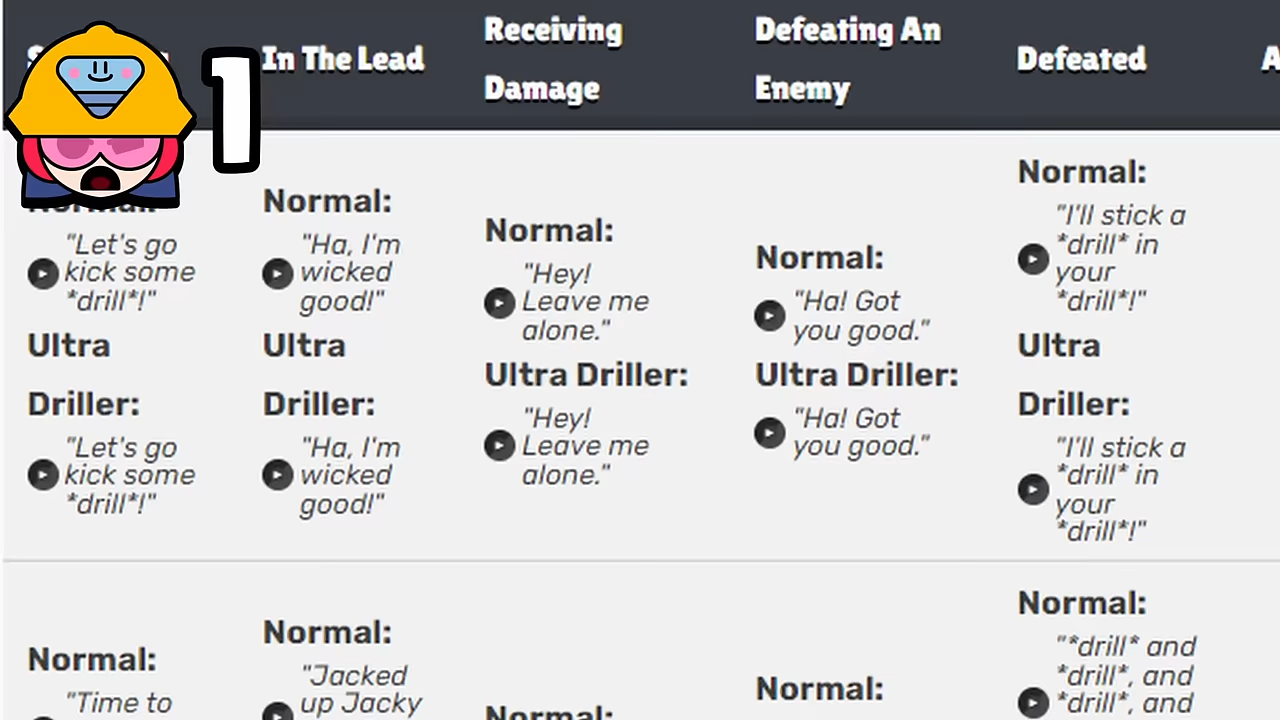 1
In The Lead
Receiving
Damage
Defeating An
Enemy
Defeated
A
Normal:
"Let's go
kick some
*drill*!"
Ultra
Driller:
"Let's go
kick some
*drill*!"
Normal:
"Ha, I'm
wicked
good!"
Ultra
Driller:
"Ha, I'm
wicked
good!"
Normal:
"Hey!
Leave me
alone."
Ultra Driller:
"Hey!
Leave me
alone."
Normal:
"Ha! Got
you good."
Ultra Driller:
"Ha! Got
you good."
Normal:
"I'll stick a
*drill* in
your
*drill*!"
Ultra
Driller:
"I'll stick a
*drill* in
your
*drill*!"
Normal:
"Time to
Normal:
"Jacked
up Jacky
Normal:
Normal:
Normal:
"*drill* and
*drill*, and
*drill*, and